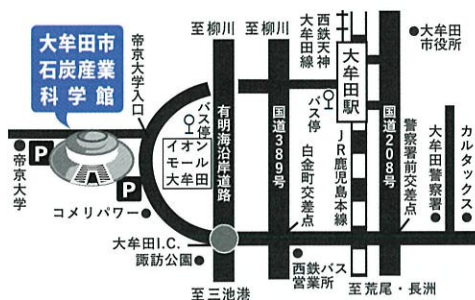 大牟田市
石炭産業
科学館
帝京大学入口
至柳川
至柳川
西鉄天神
大牟田線
大牟田駅
大牟田
市役所
バス停
イオン
モール
大牟田
有明海沿岸道路
国道389号
バス停
白金町交差点
JR鹿児島本線
国道208号
警察署前交差点
大牟田警察署
カルタックス
P
帝京大学
P
コメリパワー
大牟田I.C.
諏訪公園
至三池港
西鉄バス
営業所
至荒尾・長洲